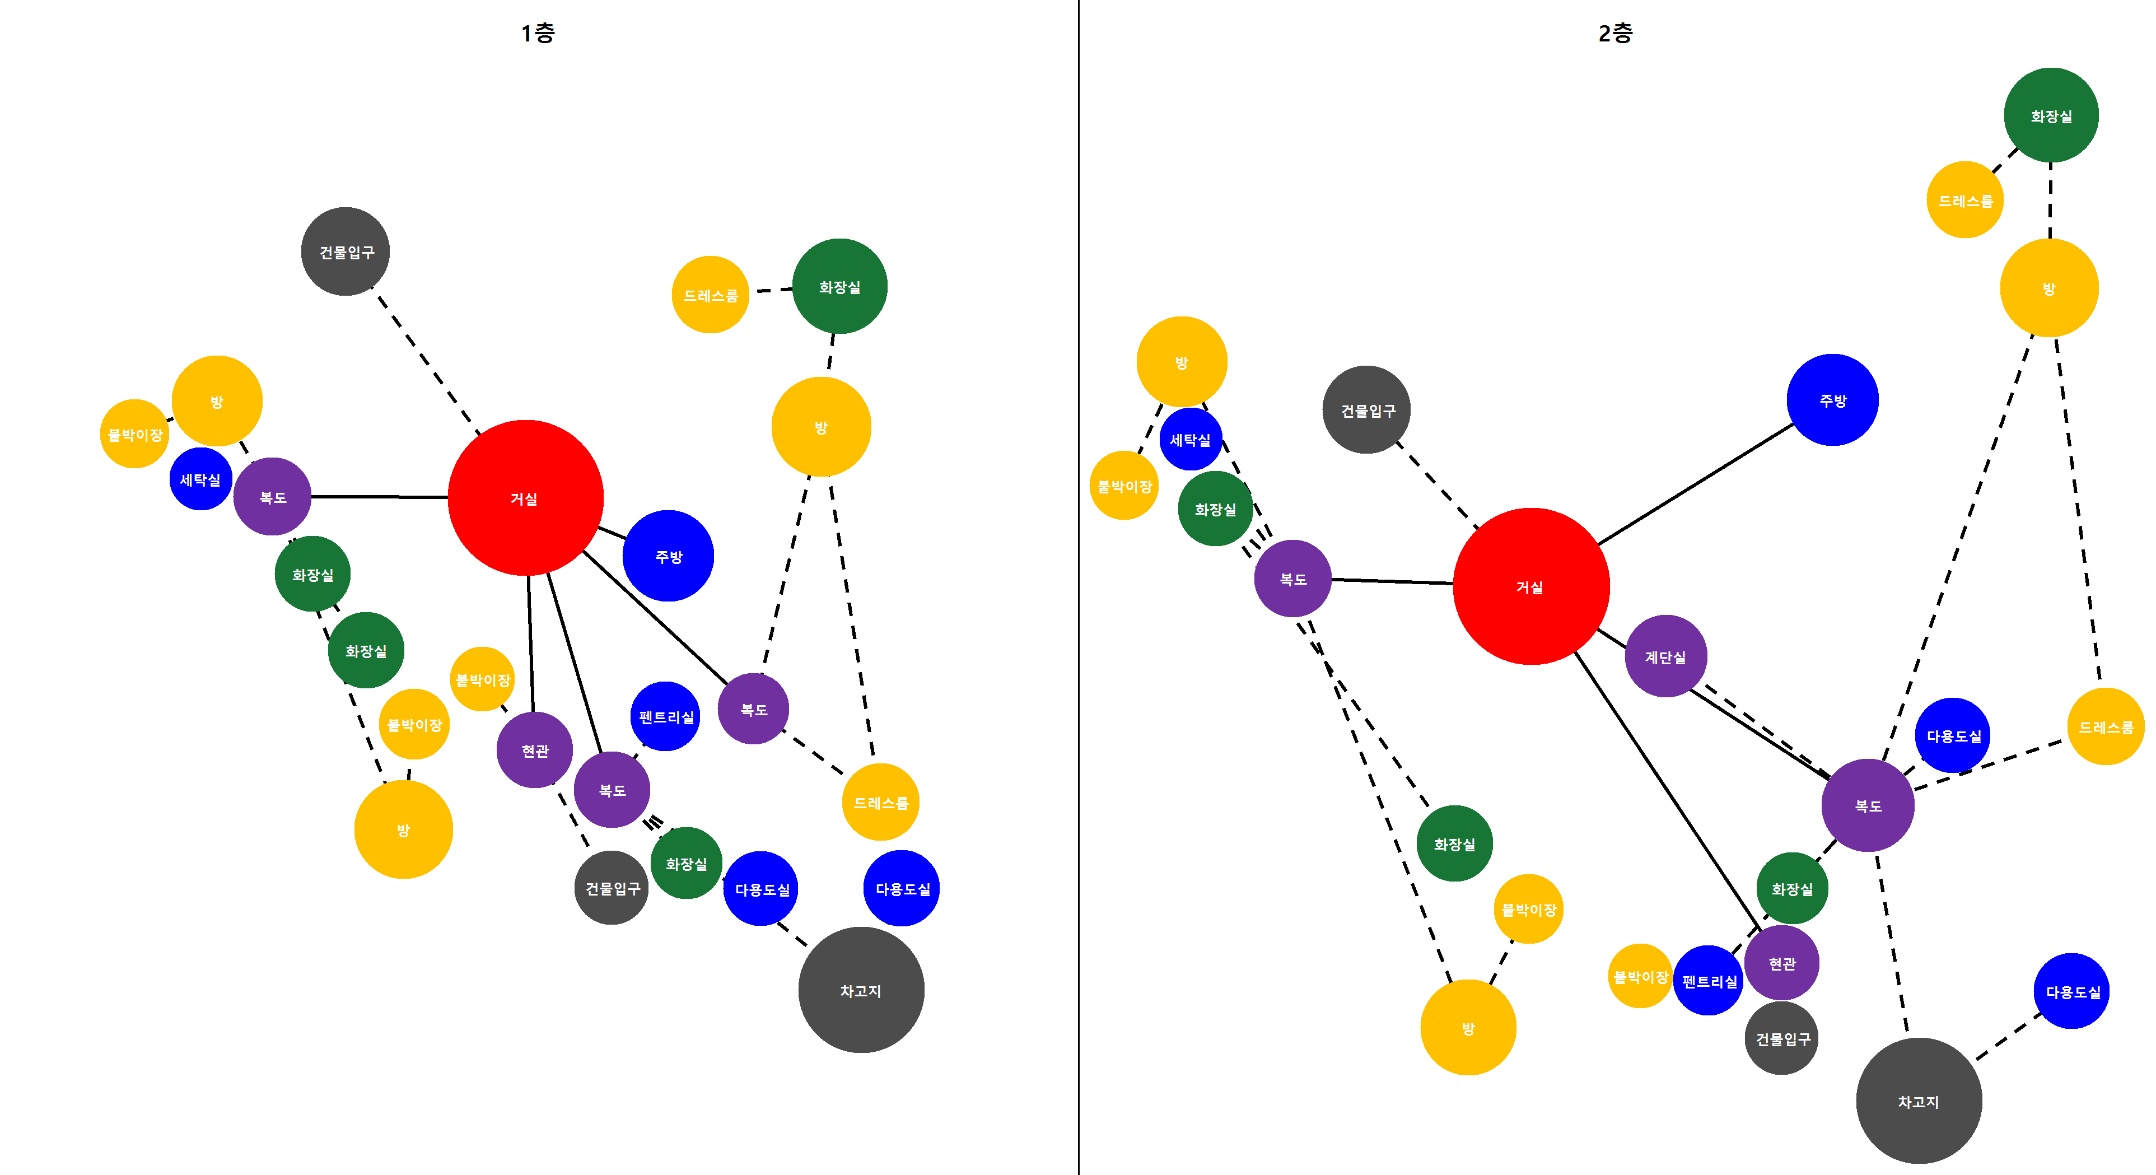 1층
건물입구
드레스룸
화장실
방
방
붙박이장
세탁실
복도
거실
주방
화장실
화장실
붙박이장
방
붙박이장
현관
펜트리실
복도
복도
드레스룸
건물입구
화장실
다용도실
다용도실
차고지
2층
화장실
드레스룸
방
방
건물입구
주방
세탁실
붙박이장
화장실
복도
거실
계단실
드레스룸
다용도실
복도
화장실
화장실
붙박이장
방
붙박이장
펜트리실
현관
건물입구
다용도실
차고지